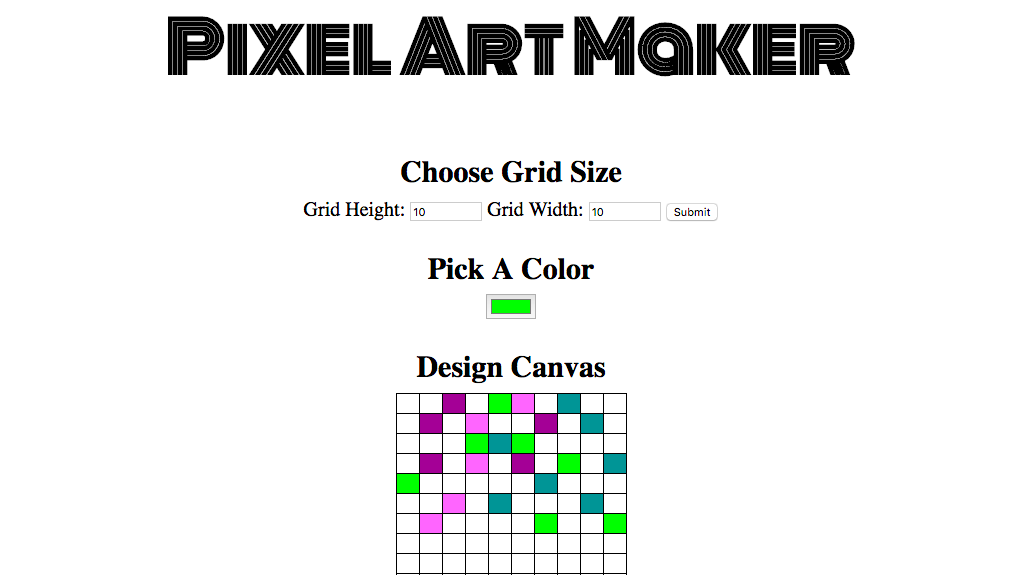 Pixel Art Maker
Choose Grid Size
Grid Height: 10 Grid Width: 10 Submit
Pick A Color
Design Canvas